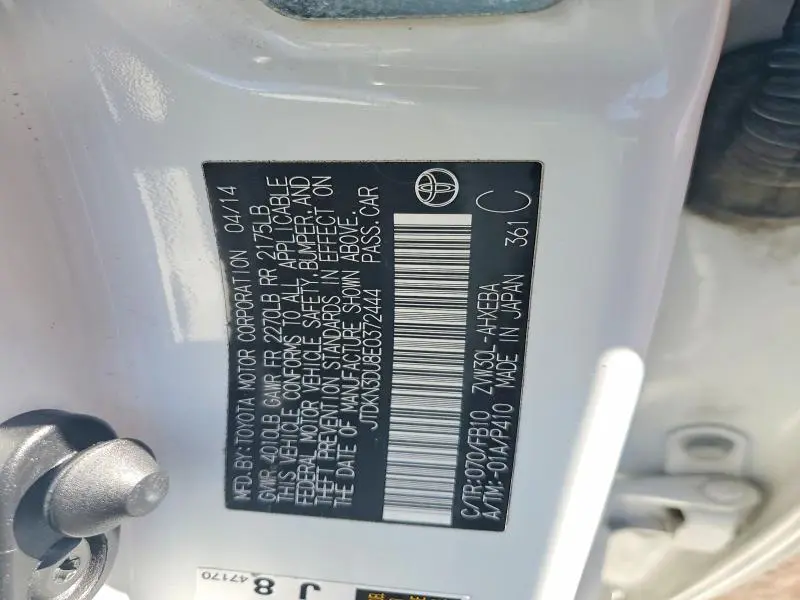 MFD. BY: TOYOTA MOTOR CORPORATION 04/14
GVWR 4010LB GAWR FR 2270LB RR 2175LB
THIS VEHICLE CONFORMS TO ALL APPLICABLE
FEDERAL MOTOR VEHICLE SAFETY, BUMPER, AND
THEFT PREVENTION STANDARDS IN EFFECT ON
THE DATE OF MANUFACTURE SHOWN ABOVE.
JTDKN3DU8E0372444 PASS. CAR
C/TR:070/FB10 ZVW30L-AHXEBA
A/TM:-01A/P410 MADE IN JAPAN 361 C
47170
J 8